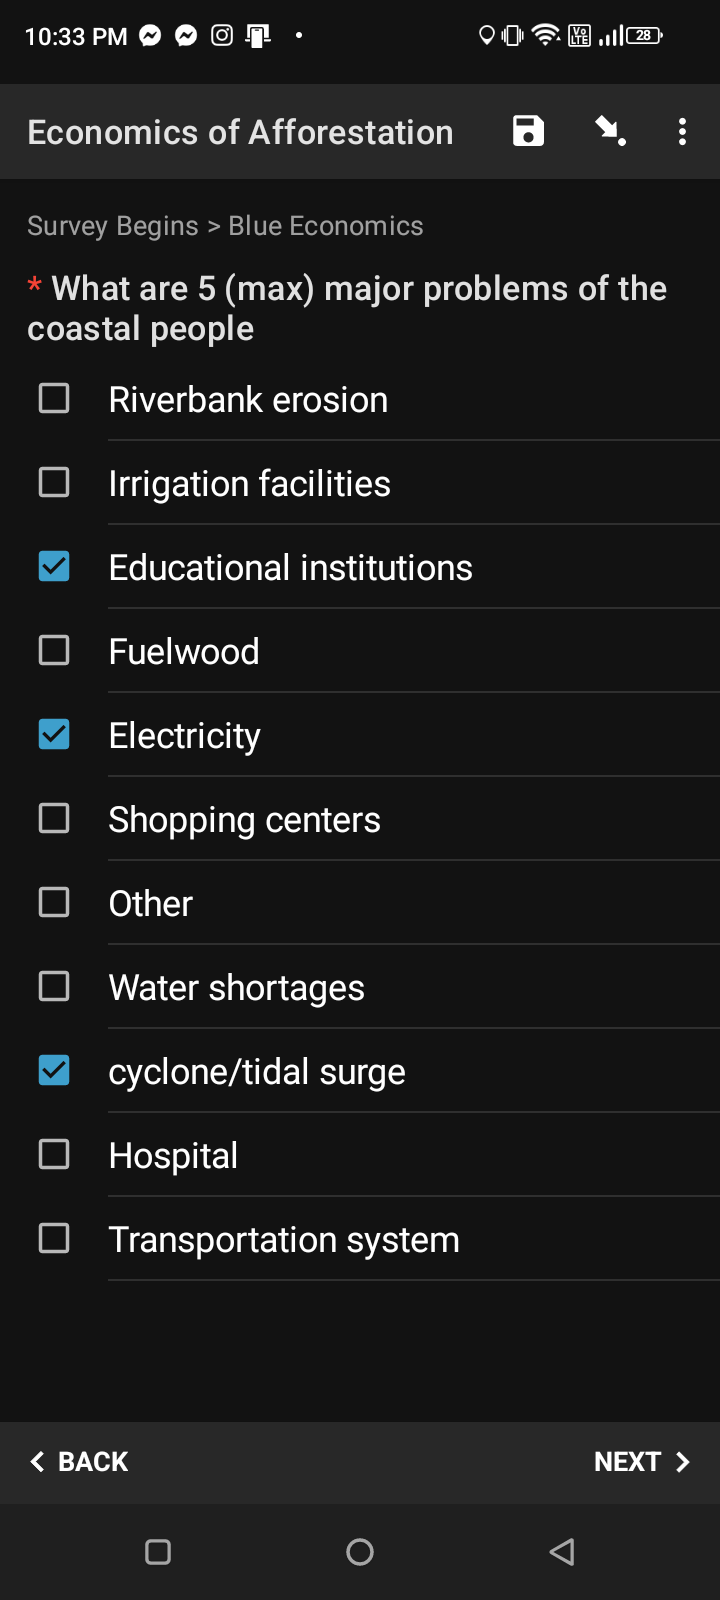 10:33 PM
Vo LTE
28
Economics of Afforestation
Survey Begins > Blue Economics
* What are 5 (max) major problems of the
coastal people
Riverbank erosion
Irrigation facilities
Educational institutions
Fuelwood
Electricity
Shopping centers
Other
Water shortages
cyclone/tidal surge
Hospital
Transportation system
BACK
NEXT